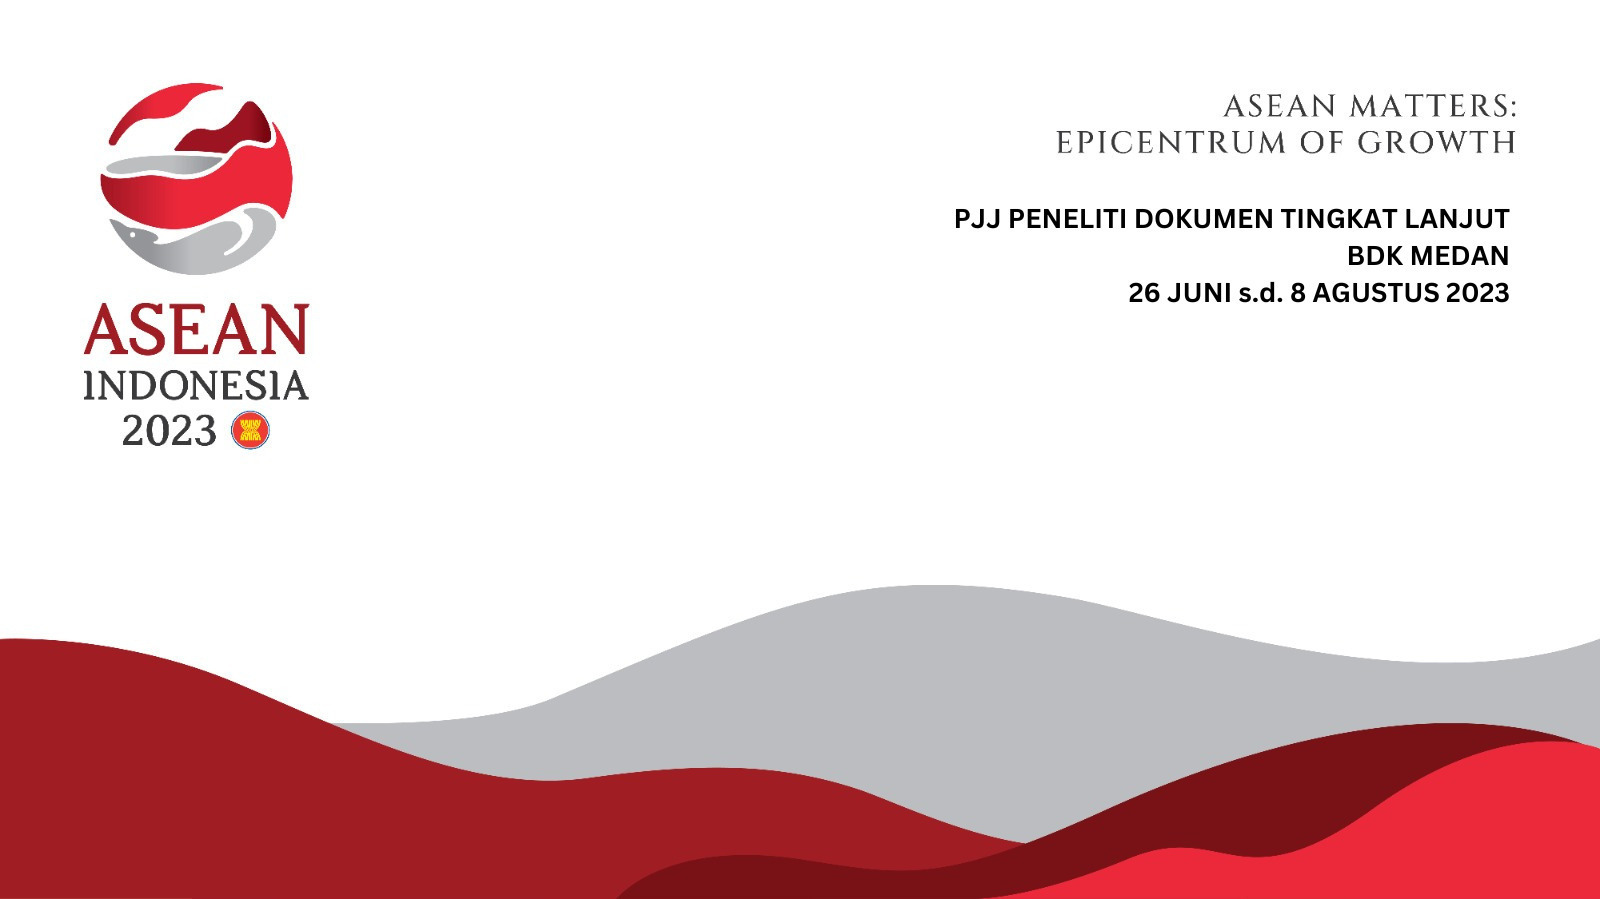 ASEAN
INDONESIA
2023
ASEAN MATTERS:
EPICENTRUM OF GROWTH
PJJ PENELITI DOKUMEN TINGKAT LANJUT
BDK MEDAN
26 JUNI s.d. 8 AGUSTUS 2023